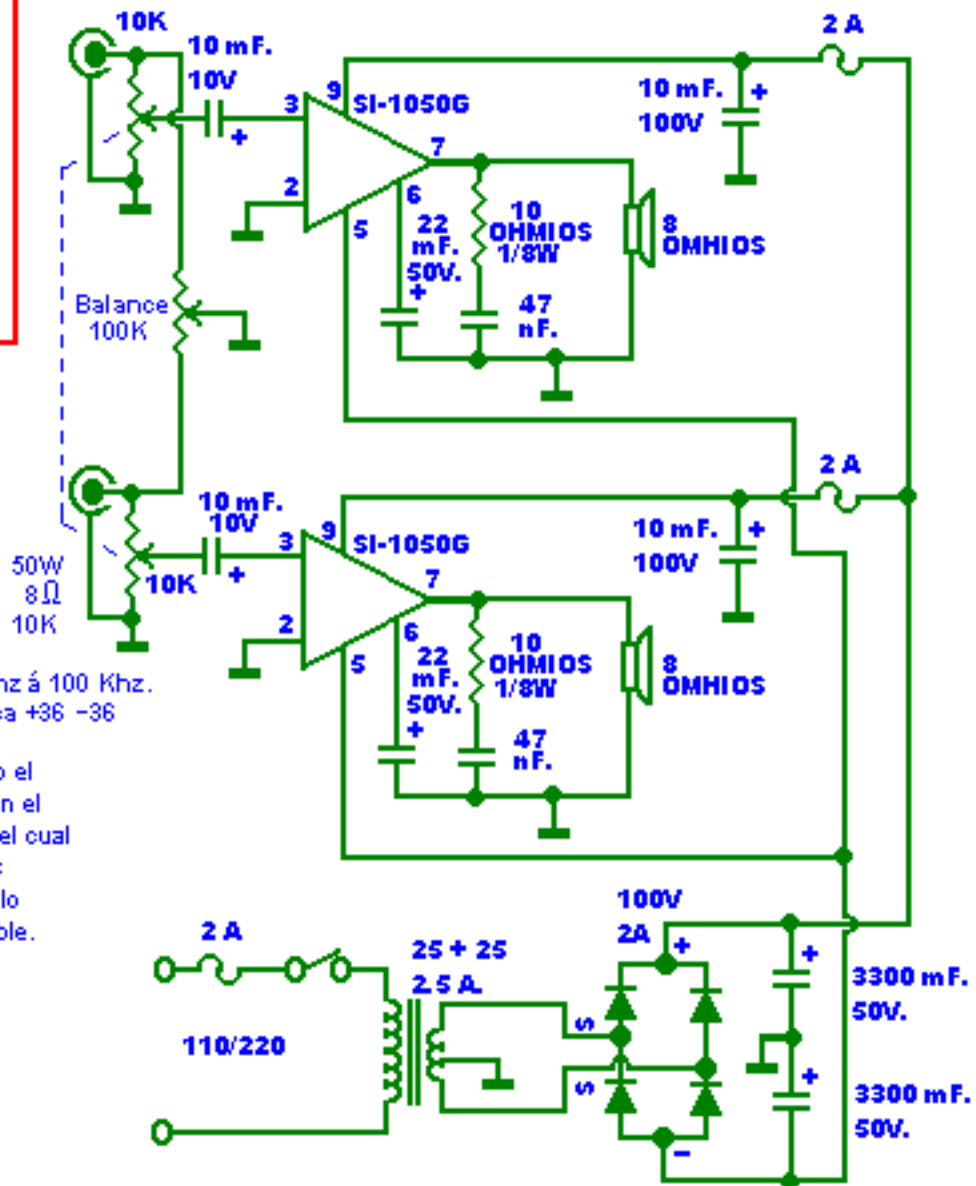 10K
10 mF.
10V
3
2
9
SI-1050G
7
6
5
22
mF.
50V.
+
+
10
OHMIOS
1/8W
47
nF.
8
OMHIOS
10 mF.
100V
+
2 A
Balance
100K
10 mF.
10V
+
10K
3
2
9
SI-1050G
7
6
5
22
mF.
50V.
+
10
OHMIOS
1/8W
47
nF.
8
OMHIOS
10 mF.
100V
+
2 A
50W
8Ω
10K
á 100 Khz.
+36 -36
el
el
el cual
lo
2 A
110/220
25 + 25
2.5 A.
S
S
100V
2A
+
-
+
3300 mF.
50V.
+
3300 mF.
50V.